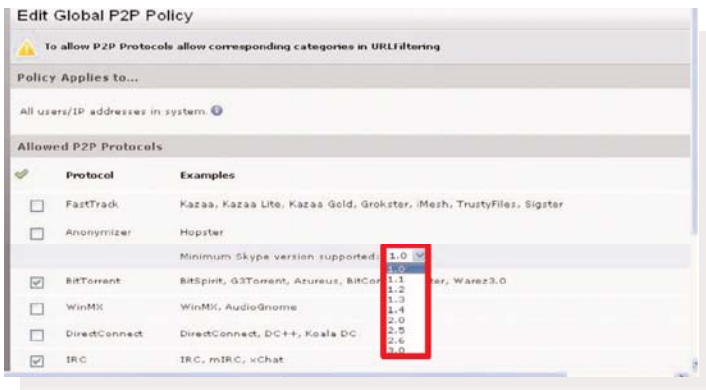 Edit Global P2P Policy
To allow P2P Protocols allow corresponding categories in URLFiltering
Policy Applies to...
All users/IP addresses in system.
Allowed P2P Protocols
Protocol Examples
FastTrack Kazaa, Kazaa Lite, Kazaa Gold, Grokster, iMesh, TrustyFiles, Sigster
Anonymizer Hopster
Minimum Skype version supported: 1.0
1.0
BitTorrent BitSpirit, G3Torrent, Azureus, Warez3.0
1.1
1.2
WinMX WinMX, AudioGnome
1.3
1.4
2.0
DirectConnect DirectConnect, DC++, Koala DC
2.5
2.6
3.0
IRC IRC, mIRC, xChat